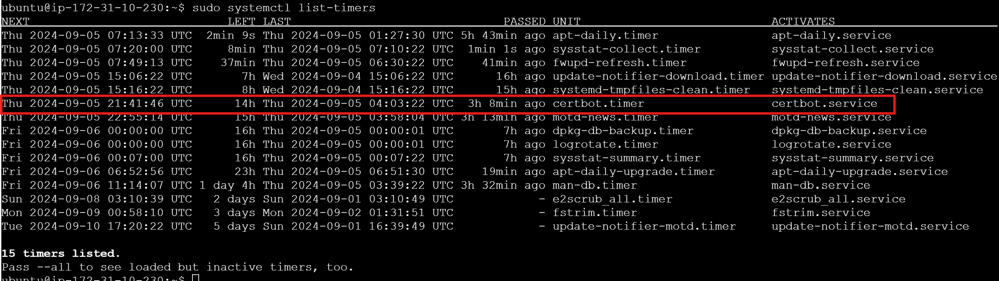 ubuntu@ip-172-31-10-230:~$ sudo systemctl list-timers
NEXT LEFT LAST PASSED UNIT ACTIVATES
Thu 2024-09-05 07:13:33 UTC 2min 9s Thu 2024-09-05 01:27:30 UTC 5h 43min ago apt-daily.timer apt-daily.service
Thu 2024-09-05 07:20:00 UTC 8min Thu 2024-09-05 07:10:22 UTC 1min 1s ago sysstat-collect.timer sysstat-collect.service
Thu 2024-09-05 07:49:13 UTC 37min Thu 2024-09-05 06:30:22 UTC 41min ago fwupd-refresh.timer fwupd-refresh.service
Thu 2024-09-05 15:06:22 UTC 7h Wed 2024-09-04 15:06:22 UTC 16h ago update-notifier-download.timer update-notifier-download.service
Thu 2024-09-05 15:16:22 UTC 8h Wed 2024-09-04 15:16:22 UTC 15h ago systemd-tmpfiles-clean.timer systemd-tmpfiles-clean.service
Thu 2024-09-05 21:41:46 UTC 14h Thu 2024-09-05 04:03:22 UTC 3h 8min ago certbot.timer certbot.service
Thu 2024-09-05 22:55:14 UTC 15h Thu 2024-09-05 03:58:04 UTC 3h 13min ago motd-news.timer motd-news.service
Fri 2024-09-06 00:00:00 UTC 16h Thu 2024-09-05 00:00:01 UTC 7h ago dpkg-db-backup.timer dpkg-db-backup.service
Fri 2024-09-06 00:00:00 UTC 16h Thu 2024-09-05 00:00:01 UTC 7h ago logrotate.timer logrotate.service
Fri 2024-09-06 00:07:00 UTC 16h Thu 2024-09-05 00:07:22 UTC 7h ago sysstat-summary.timer sysstat-summary.service
Fri 2024-09-06 06:52:56 UTC 23h Thu 2024-09-05 06:51:30 UTC 19min ago apt-daily-upgrade.timer apt-daily-upgrade.service
Fri 2024-09-06 11:14:07 UTC 1 day 4h Thu 2024-09-05 03:39:22 UTC 3h 32min ago man-db.timer man-db.service
Sun 2024-09-08 03:10:39 UTC 2 days Sun 2024-09-01 03:10:49 UTC - e2scrub_all.timer e2scrub_all.service
Mon 2024-09-09 00:58:10 UTC 3 days Mon 2024-09-02 01:31:51 UTC - fstrim.timer fstrim.service
Tue 2024-09-10 17:20:22 UTC 5 days Sun 2024-09-01 16:39:49 UTC - update-notifier-motd.timer update-notifier-motd.service
15 timers listed.
Pass --all to see loaded but inactive timers, too.
ubuntu@ip-172-31-10-230:~$